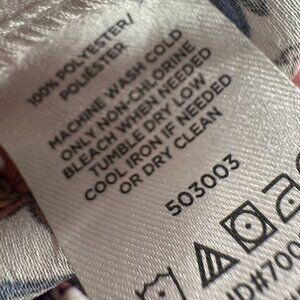 100% POLYESTER/
POLIÉSTER
MACHINE WASH COLD
ONLY NON-CHLORINE
BLEACH WHEN NEEDED
TUMBLE DRY LOW
COOL IRON IF NEEDED
OR DRY CLEAN
503003